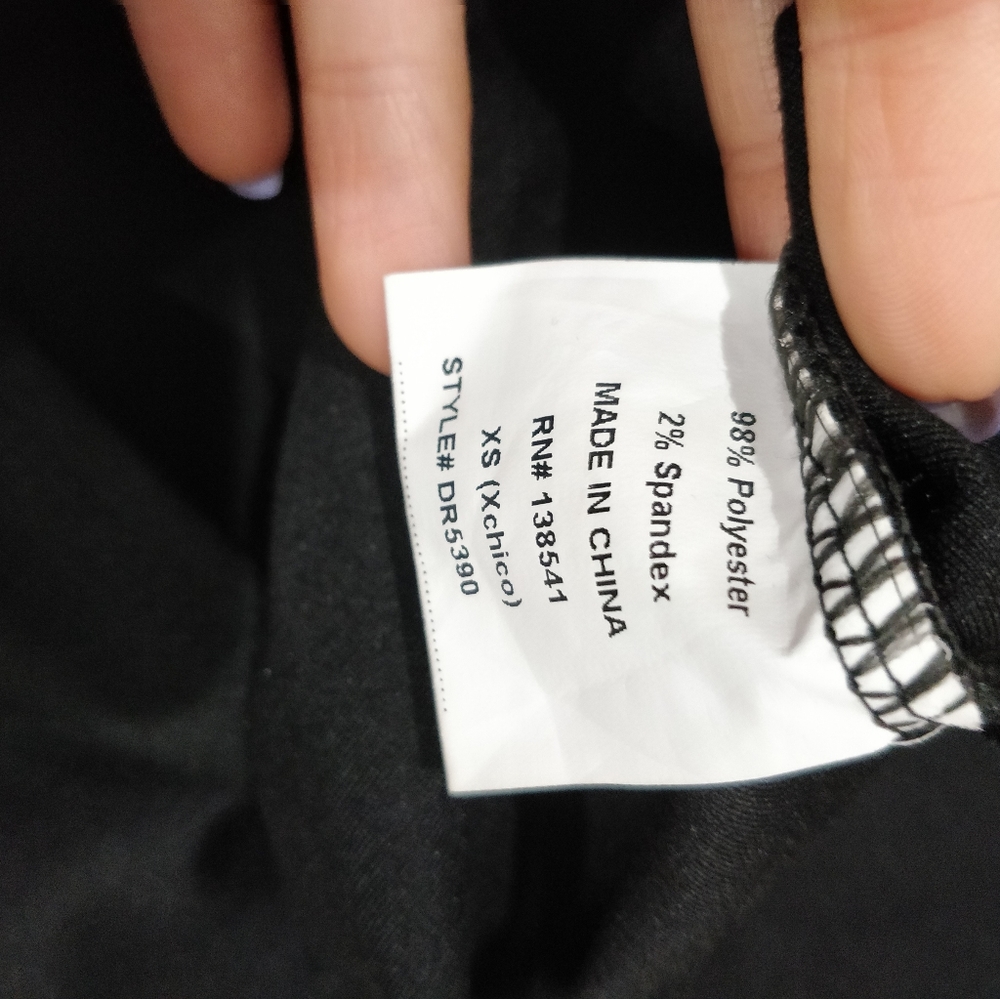 98% Polyester
2% Spandex
MADE IN CHINA
RN# 138541
XS (Xchico)
STYLE# DR5390